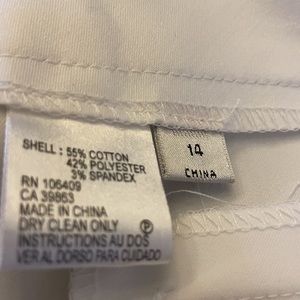 SHELL: 55% COTTON
42% POLYESTER
3% SPANDEX
RN 106409
CA 39863
MADE IN CHINA
DRY CLEAN ONLY
INSTRUCTIONS AU DOS
VER AL DORSO PARA CUIDADO
P
14
CHINA